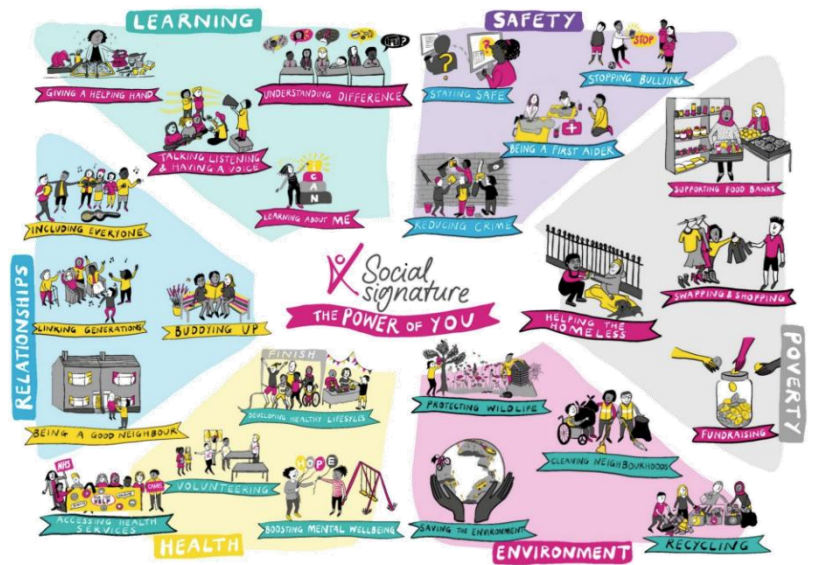 LEARNING
GIVING A HELPING HAND
UNDERSTANDING DIFFERENCE
TALKING LISTENING
& HAVING A VOICE
I
CAN
LEARNING ABOUT ME
SAFETY
STAYING SAFE
STOP
STOPPING BULLYING
BEING A FIRST AIDER
REDUCING CRIME
RELATIONSHIPS
INCLUDING EVERYONE
LINKING GENERATIONS
BUDDYING UP
BEING A GOOD NEIGHBOUR
Social
signature
THE POWER OF YOU
POVERTY
SUPPORTING FOOD BANKS
SWAPPING & SHOPPING
HELPING THE
HOMELESS
FUNDRAISING
HEALTH
FINISH
DEVELOPING HEALTHY LIFESTYLES
VOLUNTEERING
NHS
HELP
CAMHS
ACCESSING HEALTH
SERVICES
HOPE
BOOSTING MENTAL WELLBEING
ENVIRONMENT
PROTECTING WILDLIFE
CLEANING NEIGHBOURHOODS
SAVING THE ENVIRONMENT
RECYCLING